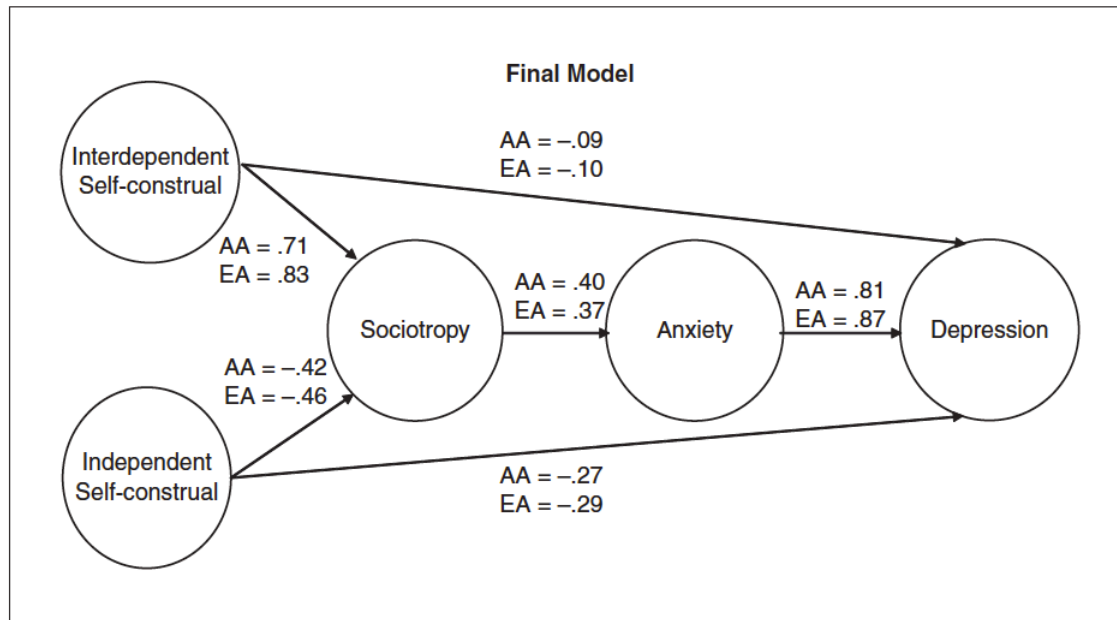 Final Model
Interdependent
Self-construal
AA = –.09
EA = –.10
AA = .71
EA = .83
Sociotropy
AA = .40
EA = .37
Anxiety
AA = .81
EA = .87
Depression
AA = –.42
EA = –.46
Independent
Self-construal
AA = –.27
EA = –.29